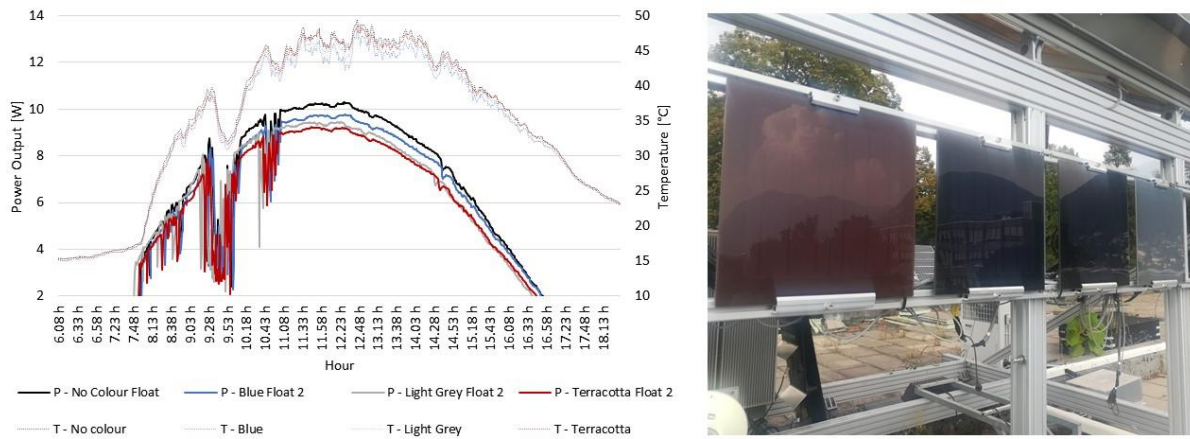 14
12
10
8
6
4
2
Power Output [W]
50
45
40
35
30
25
20
15
10
Temperature [°C]
6.08 h
6.33 h
6.58 h
7.23 h
7.48 h
8.13 h
8.38 h
9.03 h
9.28 h
9.53 h
10.18 h
10.43 h
11.08 h
11.33 h
11.58 h
12.23 h
12.48 h
13.13 h
13.38 h
14.03 h
14.28 h
14.53 h
15.18 h
15.43 h
16.08 h
16.33 h
16.58 h
17.23 h
17.48 h
18.13 h
Hour
P - No Colour Float
P - Blue Float 2
P - Light Grey Float 2
P - Terracotta Float 2
T - No colour
T - Blue
T - Light Grey
T - Terracotta